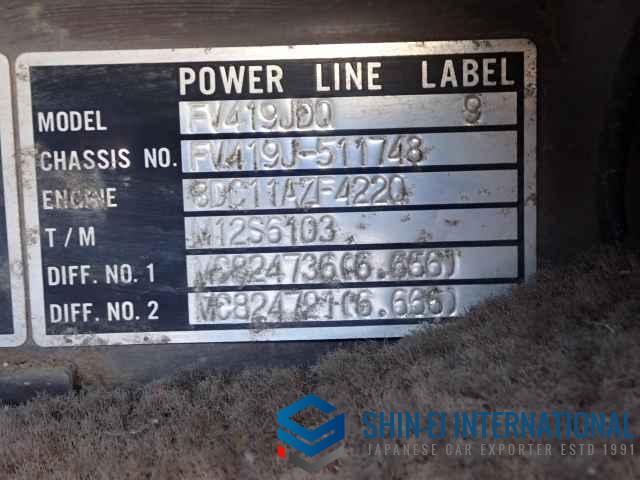 POWER LINE LABEL
MODEL FV419JDQ 9
CHASSIS NO. FV419J-511748
ENGINE 8DC11AZF4220
T/M M12S6103
DIFF. NO. 1 MC824736(6.666)
DIFF. NO. 2 MC824791(6.666)
SHIN-EI INTERNATIONAL
JAPANESE CAR EXPORTER ESTD 1991